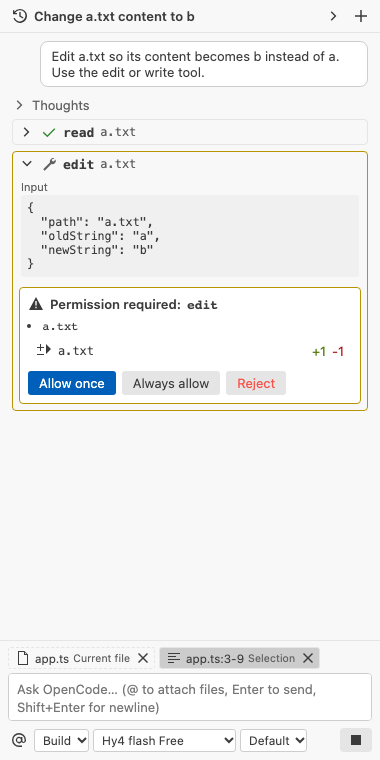 Change a.txt content to b
Edit a.txt so its content becomes b instead of a.
Use the edit or write tool.
Thoughts
read a.txt
edit a.txt
Input
{
"path": "a.txt",
"oldString": "a",
"newString": "b"
}
Permission required: edit
• a.txt
a.txt +1 -1
Allow once Always allow Reject
app.ts Current file app.ts:3-9 Selection
Ask OpenCode... (@ to attach files, Enter to send,
Shift+Enter for newline)
@ Build Hy4 flash Free Default